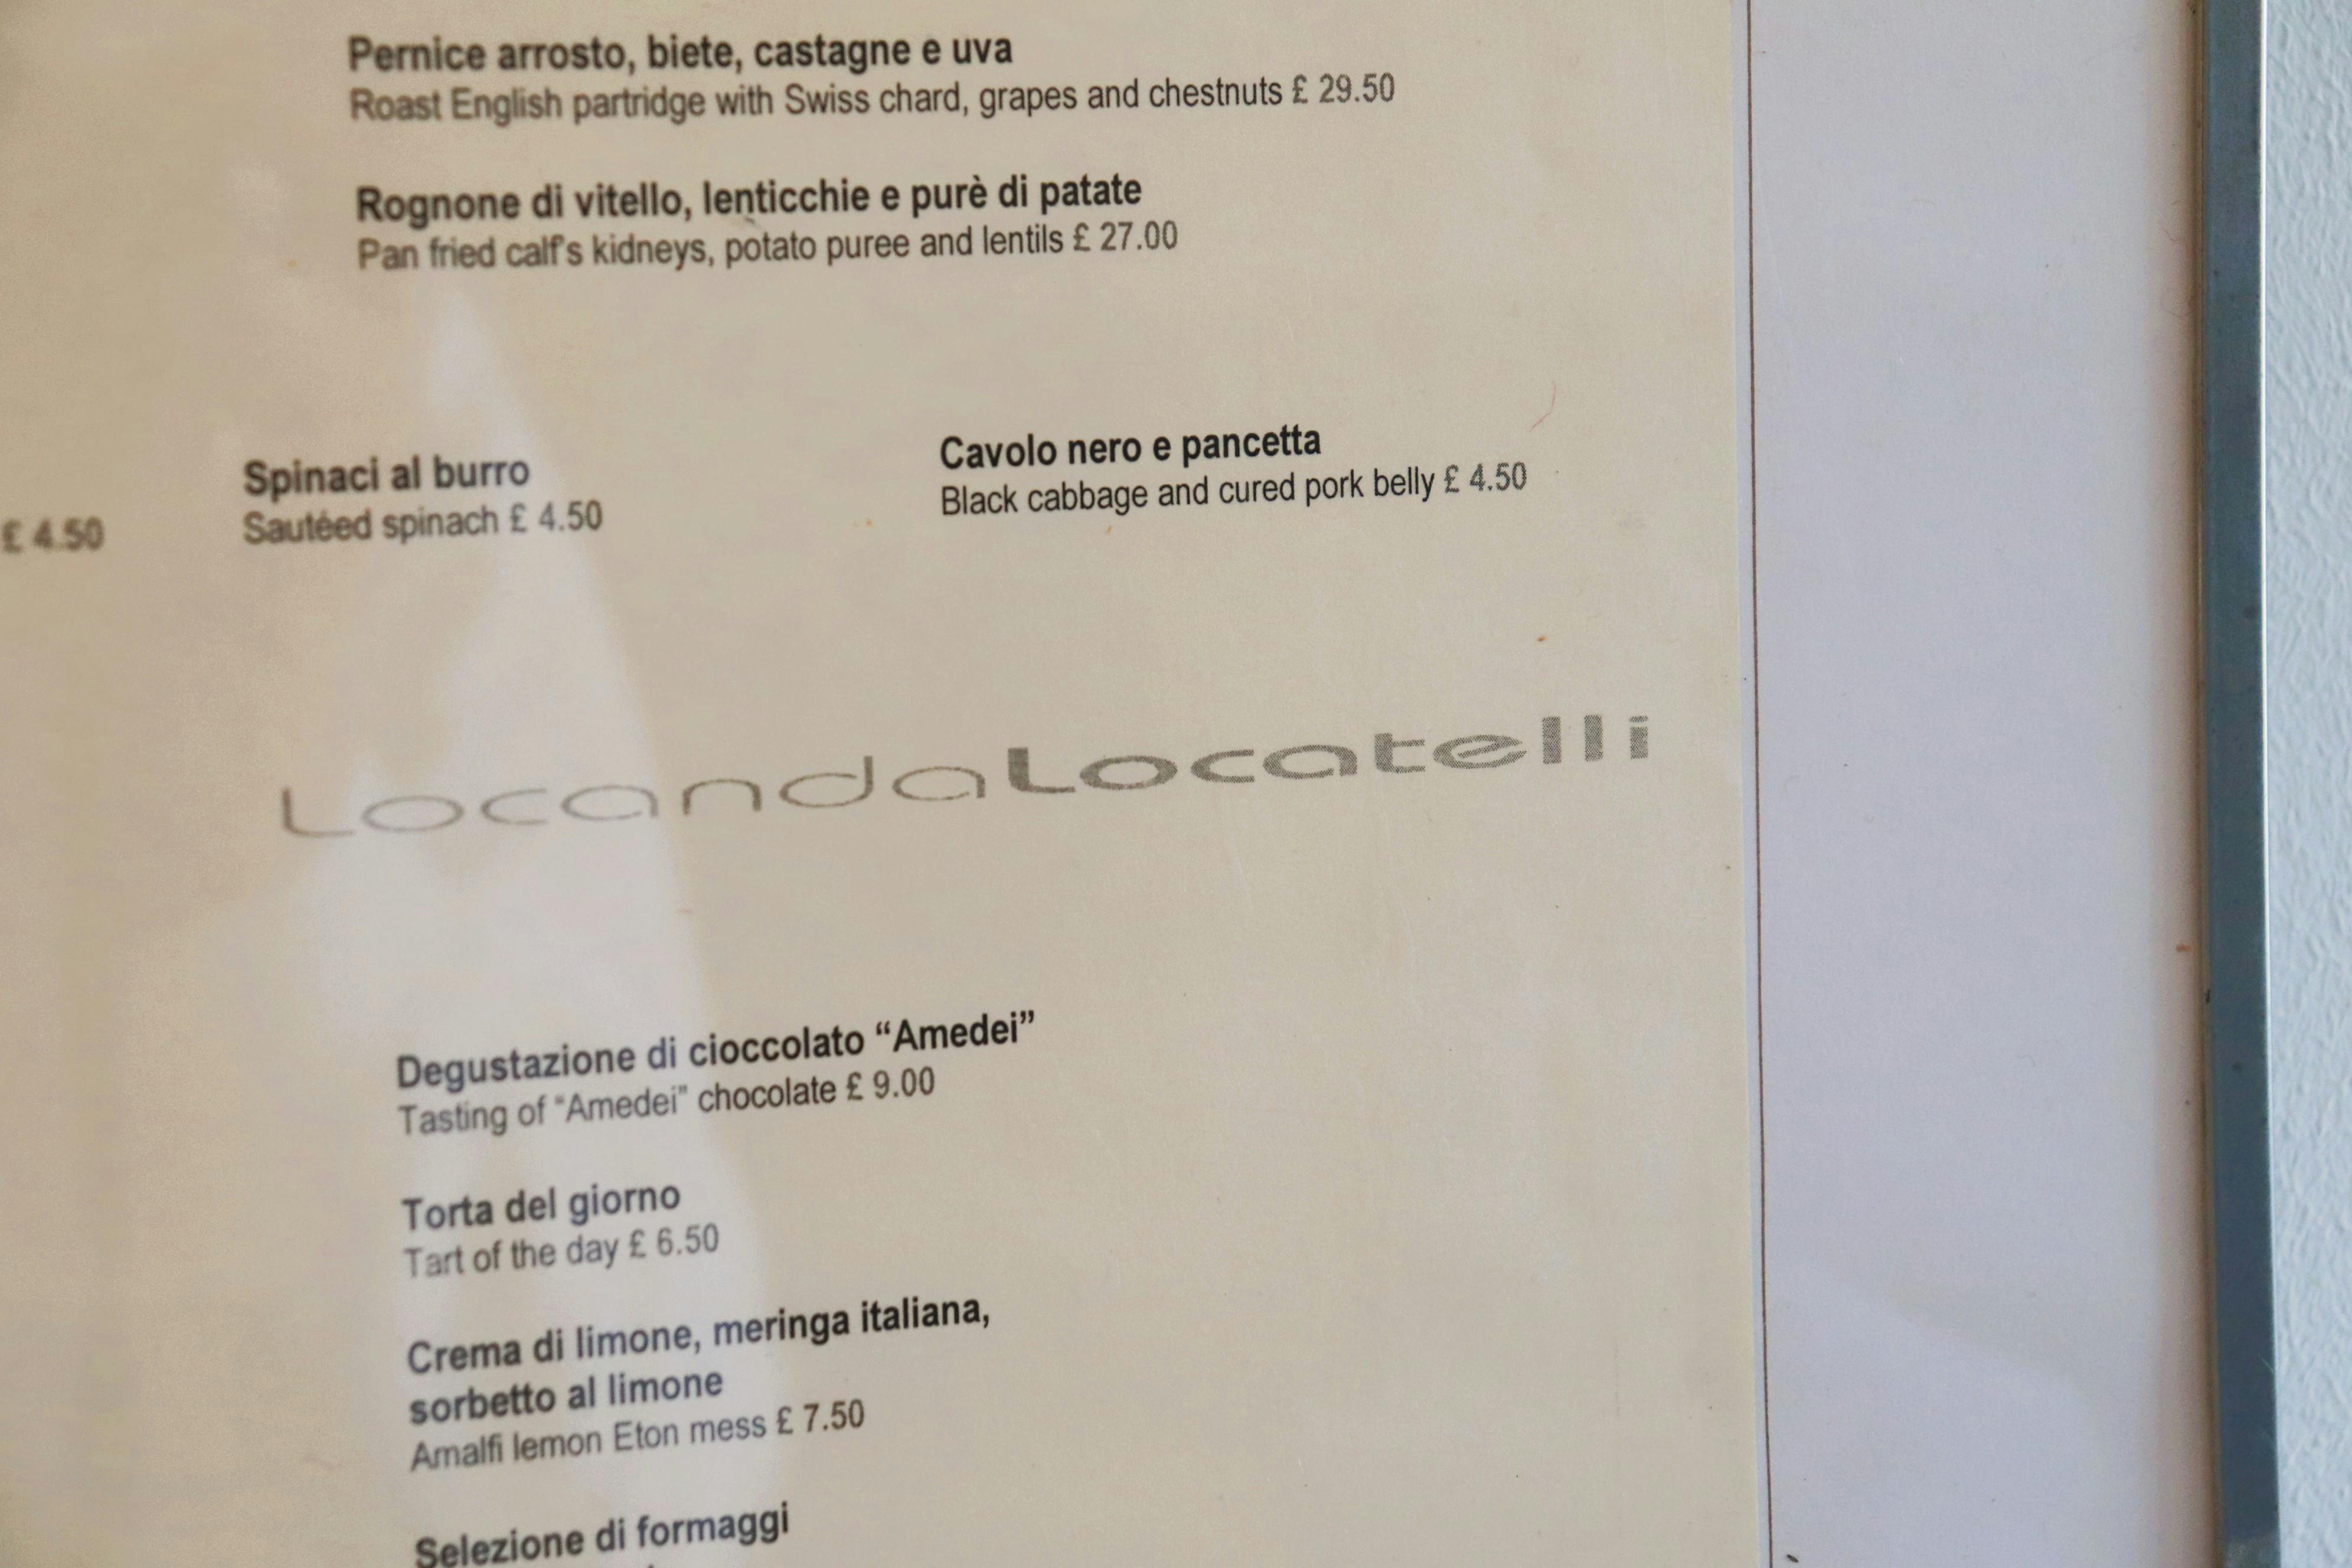 Pernice arrosto, biete, castagne e uva
Roast English partridge with Swiss chard, grapes and chestnuts £ 29.50
Rognone di vitello, lenticchie e purè di patate
Pan fried calf's kidneys, potato puree and lentils £ 27.00
£ 4.50
Spinaci al burro
Sautéed spinach £ 4.50
Cavolo nero e pancetta
Black cabbage and cured pork belly £ 4.50
LocandaLocatelli
Degustazione di cioccolato “Amedei”
Tasting of “Amedei” chocolate £ 9.00
Torta del giorno
Tart of the day £ 6.50
Crema di limone, meringa italiana,
sorbetto al limone
Amalfi lemon Eton mess £ 7.50
Selezione di formaggi